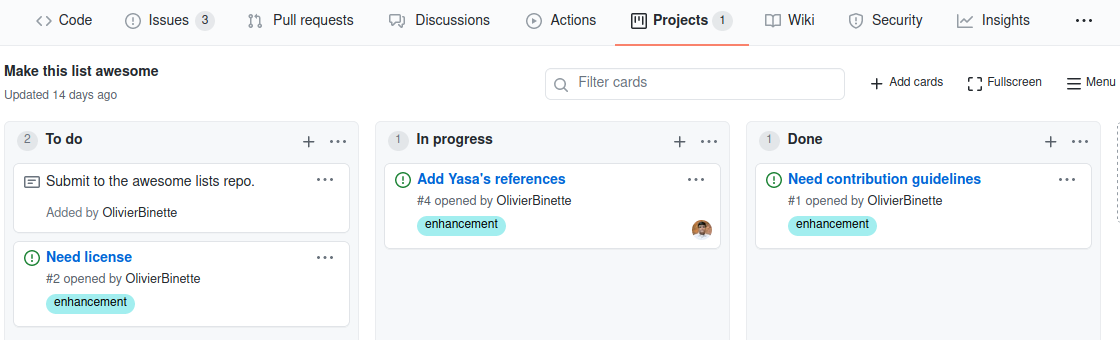 Code Issues 3 Pull requests Discussions Actions Projects 1 Wiki Security Insights
Make this list awesome
Updated 14 days ago
Filter cards
Add cards Fullscreen Menu
2 To do
Submit to the awesome lists repo.
Added by OlivierBinette
Need license
#2 opened by OlivierBinette
enhancement
1 In progress
Add Yasa's references
#4 opened by OlivierBinette
enhancement
1 Done
Need contribution guidelines
#1 opened by OlivierBinette
enhancement